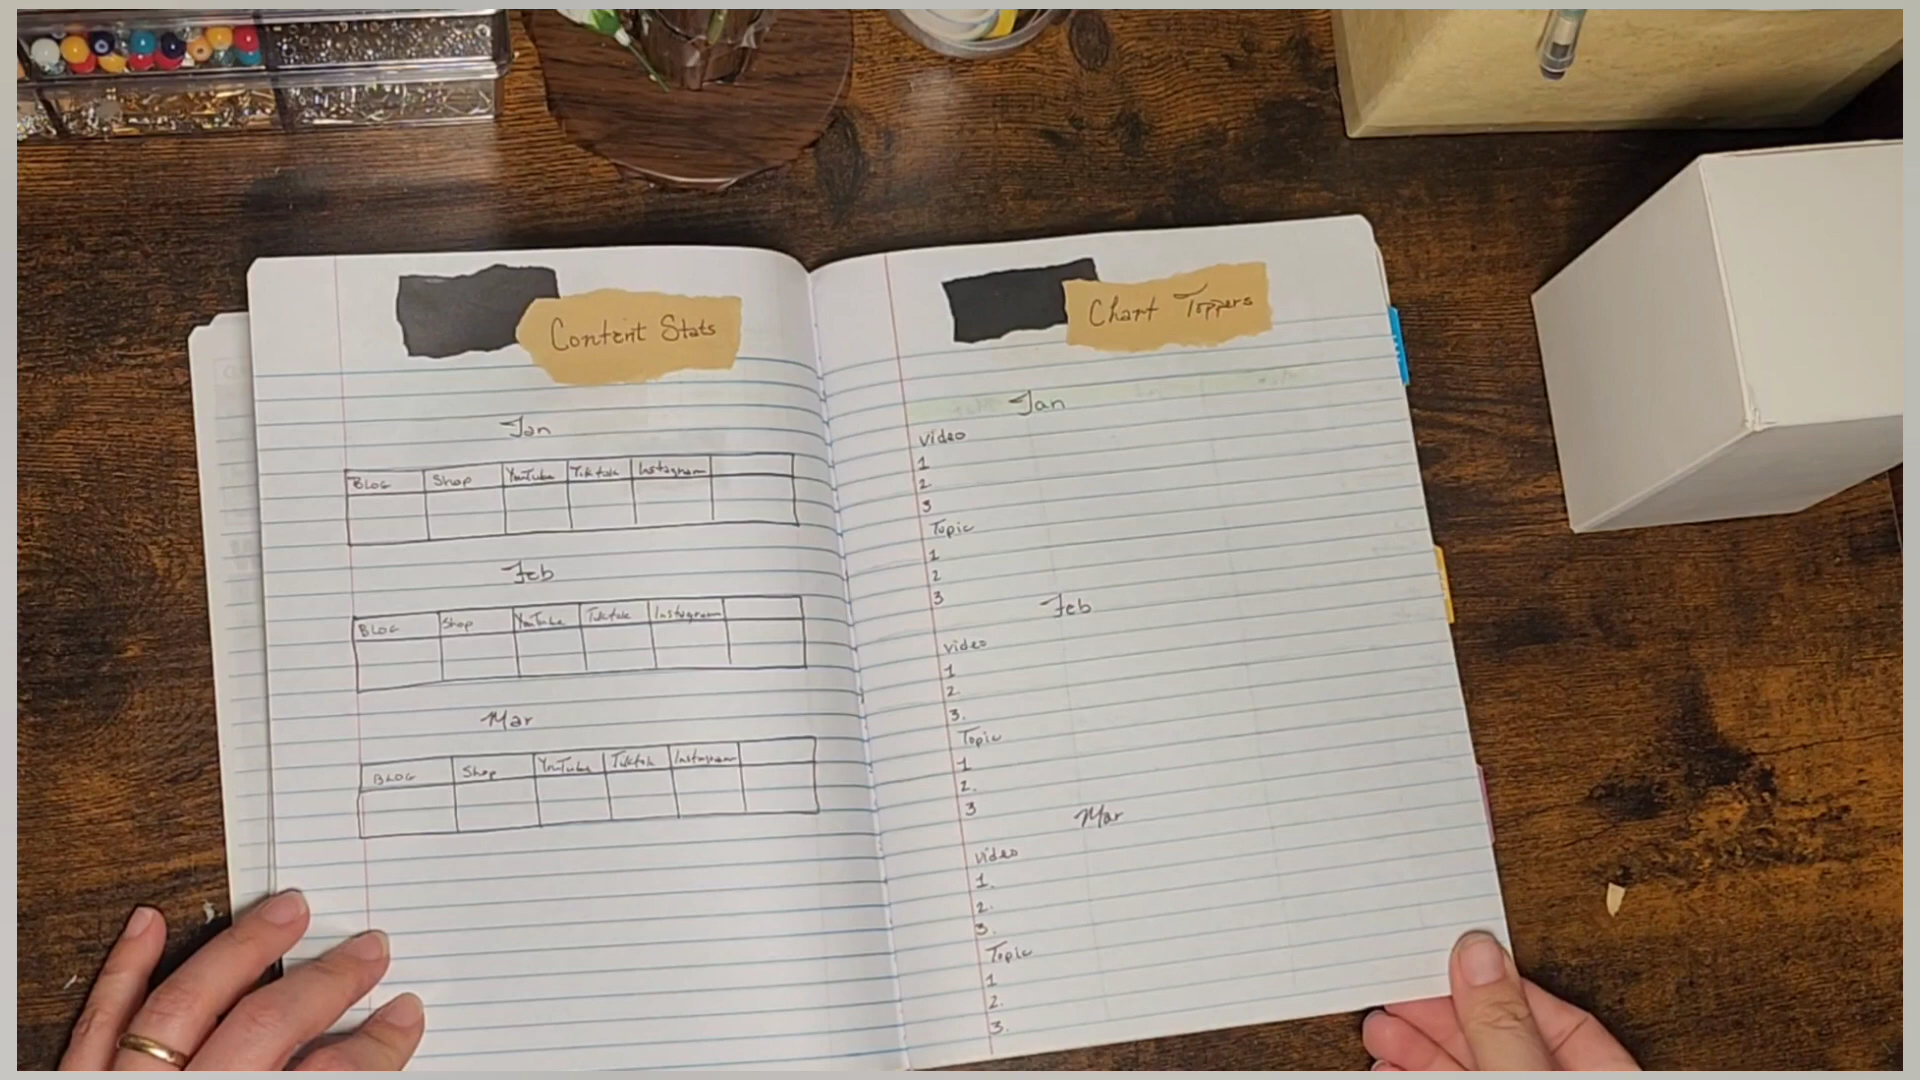 Content Stats
Jan
BLOG Shop YouTube Tiktok Instagram
Feb
BLOG Shop YouTube Tiktok Instagram
Mar
BLOG Shop YouTube Tiktok Instagram
Chart Toppers
Jan
video
1
2
3
Topic
1
2
3
Feb
video
1
2
3.
Topic
1
2.
3
Mar
video
1.
2.
3.
Topic
1
2.
3.